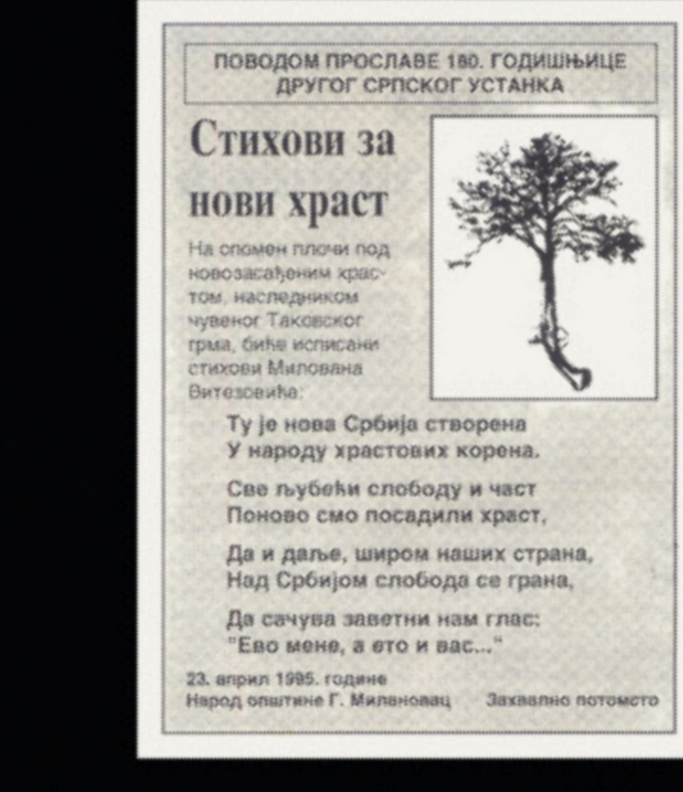 ПОВОДОМ ПРОСЛАВЕ 180. ГОДИШЊИЦЕ
ДРУГОГ СРПСКОГ УСТАНКА
Стихови за
нови храст
На спомен плочи под
новозасађеним храс-
том, наследником
чувеног Таковског
грма, биће исписани
стихови Милована
Витезовића:
Ту је нова Србија створена
У народу храстових корена.
Све љубећи слободу и част
Поново смо посадили храст,
Да и даље, широм наших страна,
Над Србијом слобода се грана,
Да сачува заветни нам глас:
"Ево мене, а ето и вас..."
23. април 1995. године
Народ општине Г. Милановац Захвално потомство